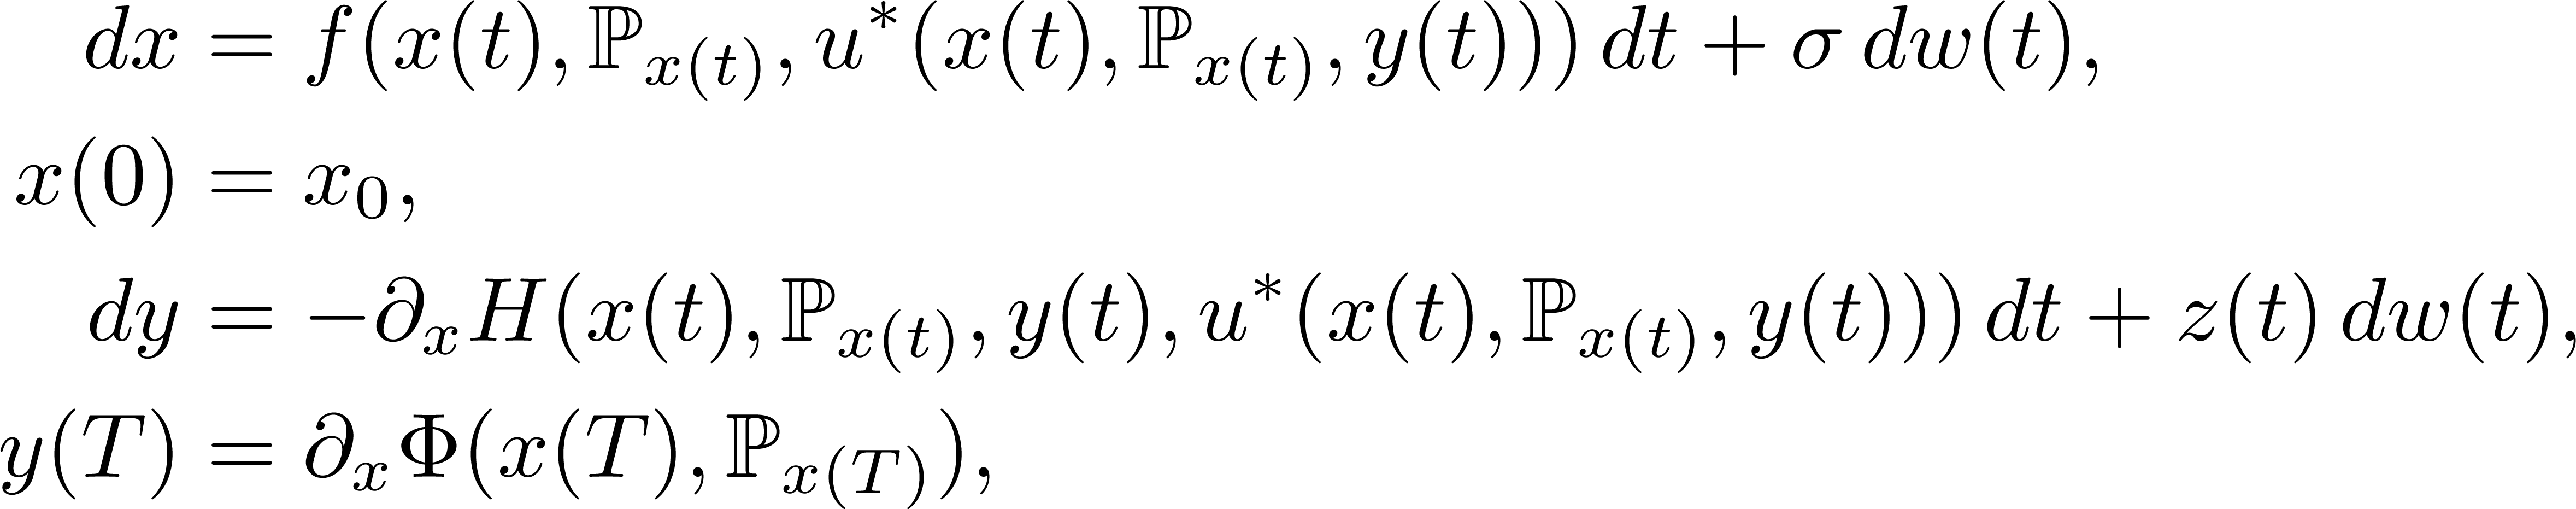 dx = f(x(t), ℙ_{x(t)}, u^*(x(t), ℙ_{x(t)}, y(t))) dt + σ dw(t),
x(0) = x_0,
dy = −∂_x H(x(t), ℙ_{x(t)}, y(t), u^*(x(t), ℙ_{x(t)}, y(t))) dt + z(t) dw(t),
y(T) = ∂_x Φ(x(T), ℙ_{x(T)}),